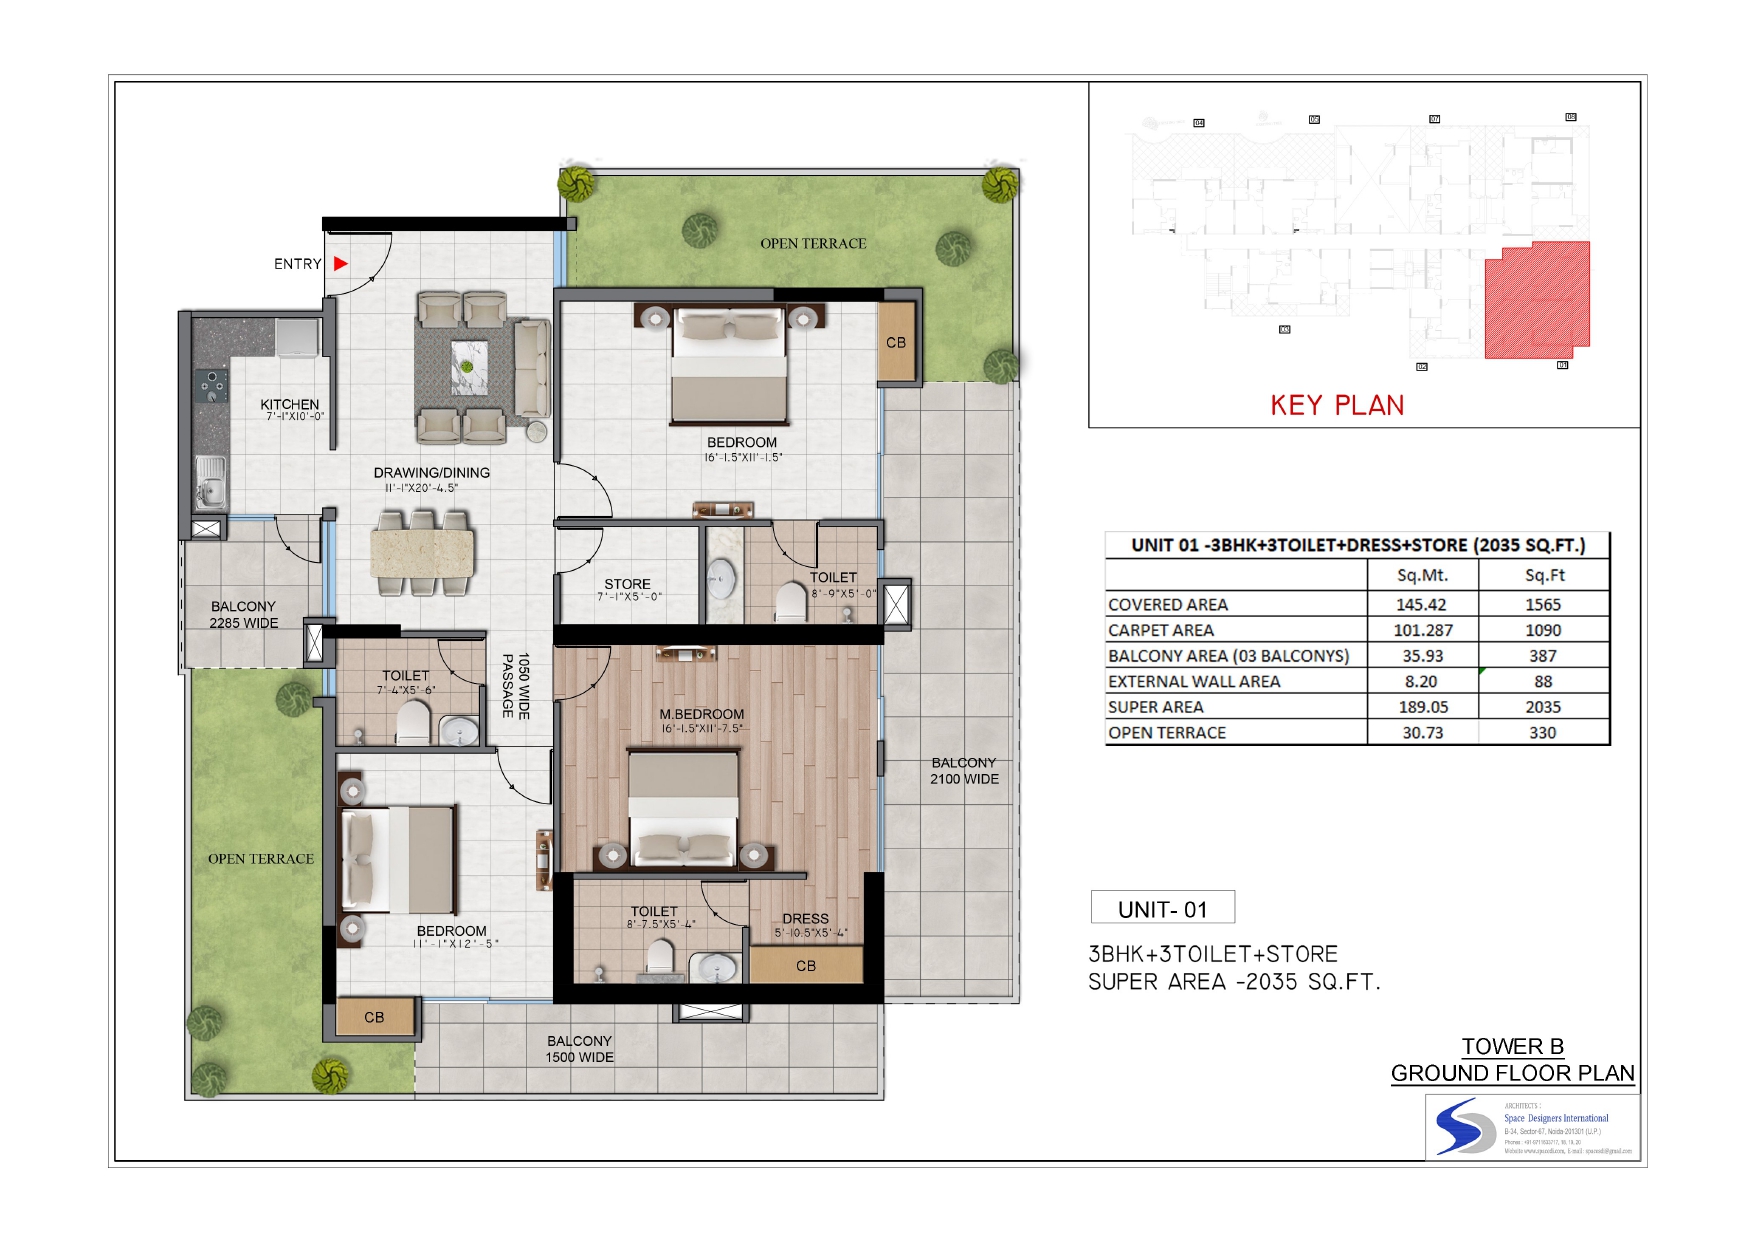 OPEN TERRACE
ENTRY
CB
KITCHEN
7'-1"X10'-0"
BEDROOM
16'-1.5"X11'-1.5"
DRAWING/DINING
11'-1"X20'-4.5"
STORE
7'-1"X5'-0"
TOILET
8'-9"X5'-0"
BALCONY
2285 WIDE
TOILET
7'-4"X5'-6"
1050 WIDE
PASSAGE
M.BEDROOM
16'-1.5"X11'-7.5"
BALCONY
2100 WIDE
OPEN TERRACE
BEDROOM
11'-1"X12'-5"
TOILET
8'-7.5"X5'-4"
DRESS
5'-10.5"X5'-4"
CB
CB
BALCONY
1500 WIDE
04
05
07
08
03
02
01
KEY PLAN
UNIT 01 -3BHK+3TOILET+DRESS+STORE (2035 SQ.FT.)
Sq.Mt. Sq.Ft
COVERED AREA 145.42 1565
CARPET AREA 101.287 1090
BALCONY AREA (03 BALCONYS) 35.93 387
EXTERNAL WALL AREA 8.20 88
SUPER AREA 189.05 2035
OPEN TERRACE 30.73 330
UNIT- 01
3BHK+3TOILET+STORE
SUPER AREA -2035 SQ.FT.
TOWER B
GROUND FLOOR PLAN
ARCHITECTS :
Space Designers International
B-34, Sector-67, Noida-201301 (U.P.)